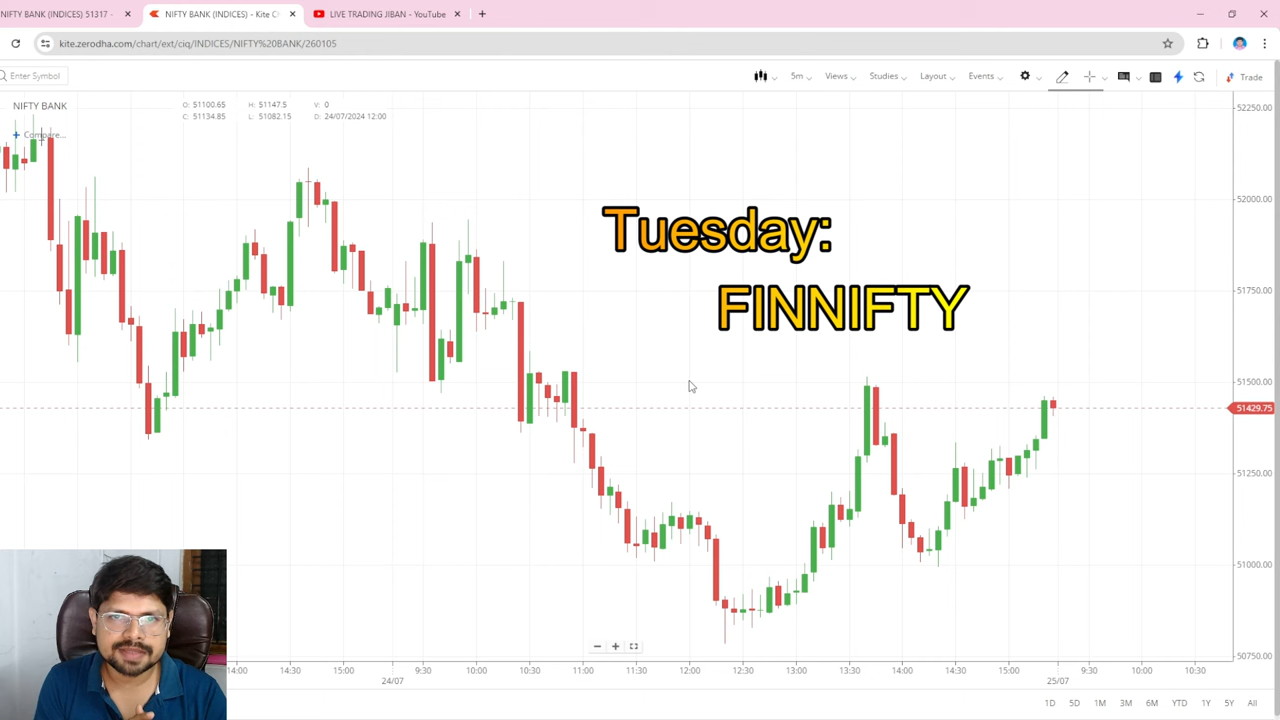 NIFTY BANK (INDICES) 51317 -
NIFTY BANK (INDICES) - Kite C
LIVE TRADING JIBAN - YouTube
kite.zerodha.com/chart/ext/ciq/INDICES/NIFTY%20BANK/260105
Enter Symbol
5m
Views
Studies
Layout
Events
Trade
NIFTY BANK
O: 51100.65 H: 51147.5 V: 0
C: 51134.85 L: 51082.15 D: 24/07/2024 12:00
Compare...
Tuesday:
FINNIFTY
52250.00
52000.00
51750.00
51500.00
51429.75
51250.00
51000.00
50750.00
14:00 14:30 15:00 9:30 10:00 10:30 11:00 11:30 12:00 12:30 13:00 13:30 14:00 14:30 15:00 9:30 10:00 10:30
24/07 25/07
1D 5D 1M 3M 6M YTD 1Y 5Y All